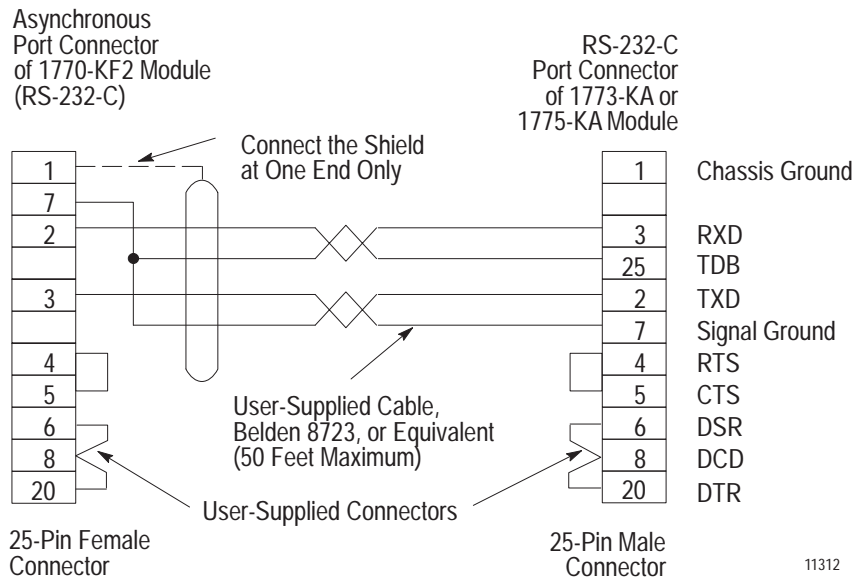 Asynchronous
Port Connector
of 1770-KF2 Module
(RS-232-C)
RS-232-C
Port Connector
of 1773-KA or
1775-KA Module
Connect the Shield
at One End Only
1
7
2
3
4
5
6
8
20
1 Chassis Ground
3 RXD
25 TDB
2 TXD
7 Signal Ground
4 RTS
5 CTS
6 DSR
8 DCD
20 DTR
User-Supplied Cable,
Belden 8723, or Equivalent
(50 Feet Maximum)
User-Supplied Connectors
25-Pin Female
Connector
25-Pin Male
Connector
11312